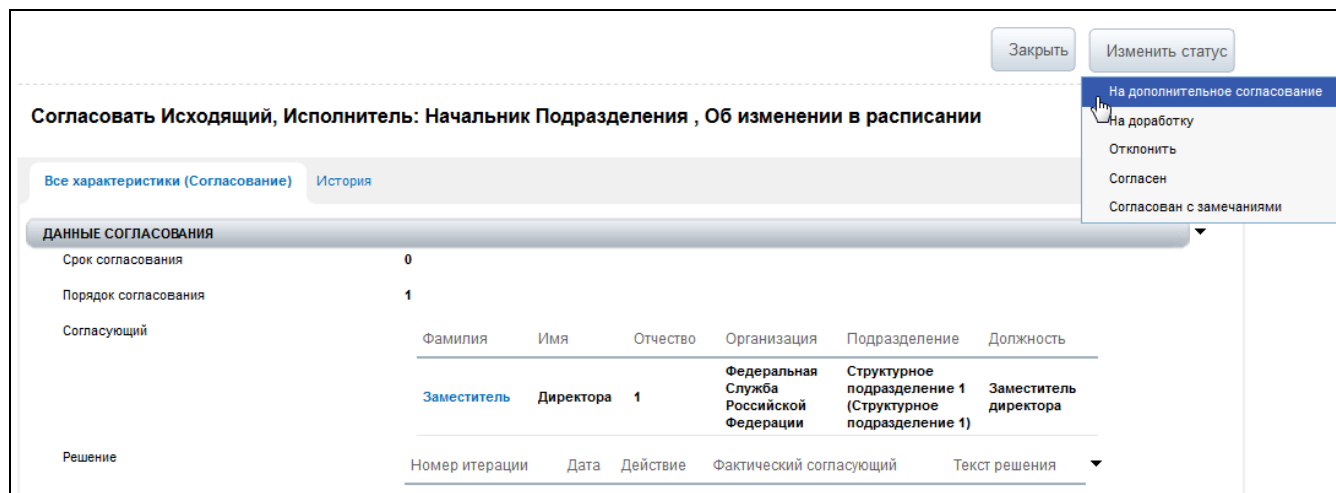 Закрыть Изменить статус
На дополнительное согласование
На доработку
Отклонить
Согласен
Согласован с замечаниями
Согласовать Исходящий, Исполнитель: Начальник Подразделения , Об изменении в расписании
Все характеристики (Согласование) История
ДАННЫЕ СОГЛАСОВАНИЯ
Срок согласования 0
Порядок согласования 1
Согласующий
Фамилия Имя Отчество Организация Подразделение Должность
Заместитель Директора 1 Федеральная Служба Российской Федерации Структурное подразделение 1 (Структурное подразделение 1) Заместитель директора
Решение
Номер итерации Дата Действие Фактический согласующий Текст решения